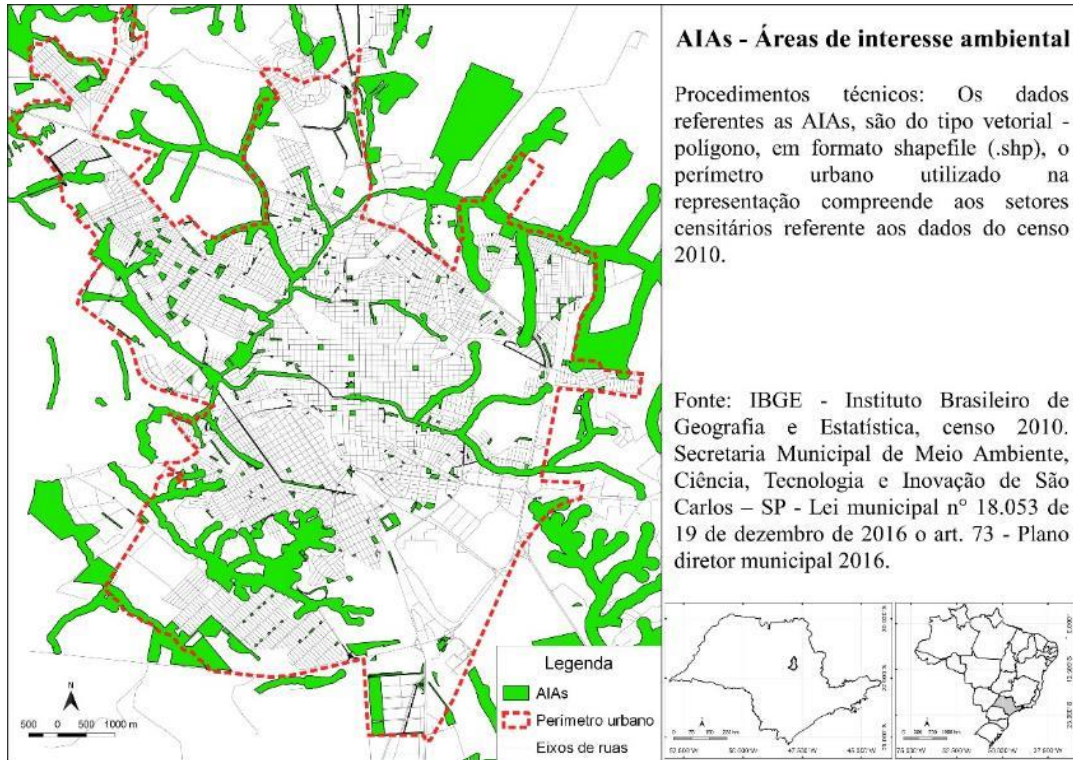 AIAs - Áreas de interesse ambiental
Procedimentos técnicos: Os dados
referentes as AIAs, são do tipo vetorial -
polígono, em formato shapefile (.shp), o
perímetro urbano utilizado na
representação compreende aos setores
censitários referente aos dados do censo
2010.
Fonte: IBGE - Instituto Brasileiro de
Geografia e Estatística, censo 2010.
Secretaria Municipal de Meio Ambiente,
Ciência, Tecnologia e Inovação de São
Carlos – SP - Lei municipal nº 18.053 de
19 de dezembro de 2016 o art. 73 - Plano
diretor municipal 2016.
Legenda
AIAs
Perímetro urbano
Eixos de ruas
N
500 0 500 1000 m